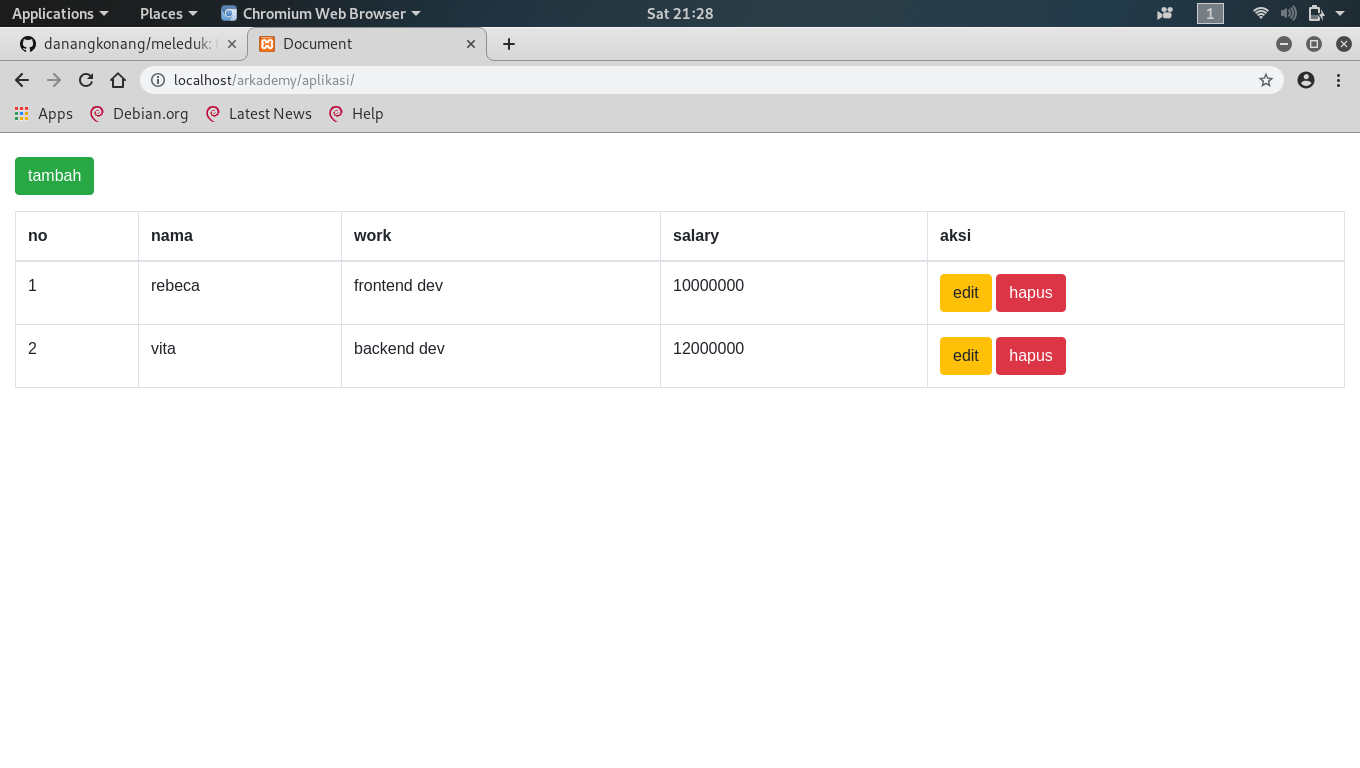 Applications Places Chromium Web Browser Sat 21:28 1
danangkonang/meleduk: Document
localhost/arkademy/aplikasi/
Apps Debian.org Latest News Help
tambah
no nama work salary aksi
1 rebeca frontend dev 10000000 edit hapus
2 vita backend dev 12000000 edit hapus